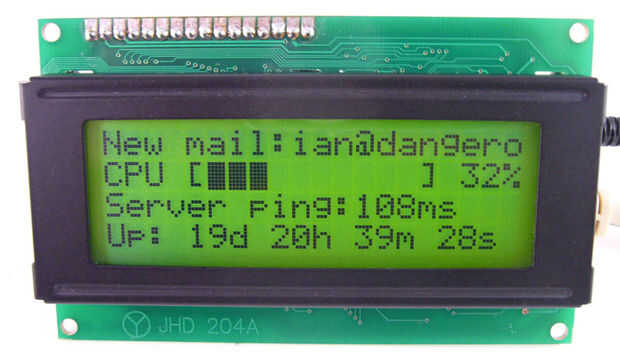 New mail:ian@dangero
CPU [███ ] 32%
Server ping:108ms
Up: 19d 20h 39m 28s
JHD 204A